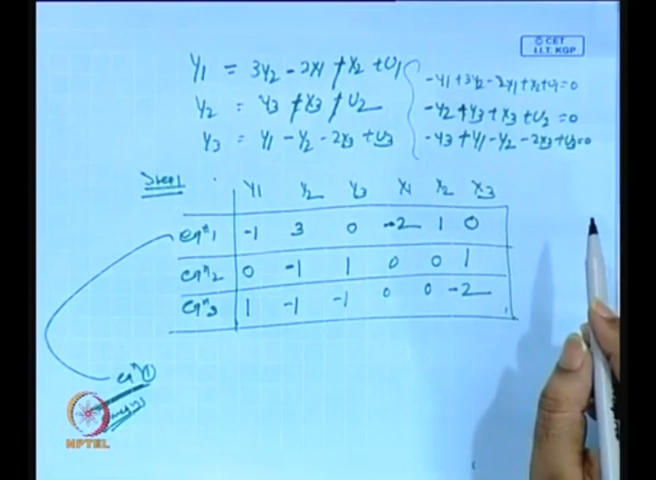 © CET
I.I.T. KGP
Y1 = 3Y2 - 2X1 + X2 + U1
Y2 = Y3 + X3 + U2
Y3 = Y1 - Y2 - 2X3 + U3
-Y1 + 3Y2 - 2X1 + X2 + U1 = 0
-Y2 + Y3 + X3 + U2 = 0
-Y3 + Y1 - Y2 - 2X3 + U3 = 0
Y1 Y2 Y3 X1 X2 X3
eqⁿ1 -1 3 0 -2 1 0
eqⁿ2 0 -1 1 0 0 1
eqⁿ3 1 -1 -1 0 0 -2
eqⁿ ①
NPTEL